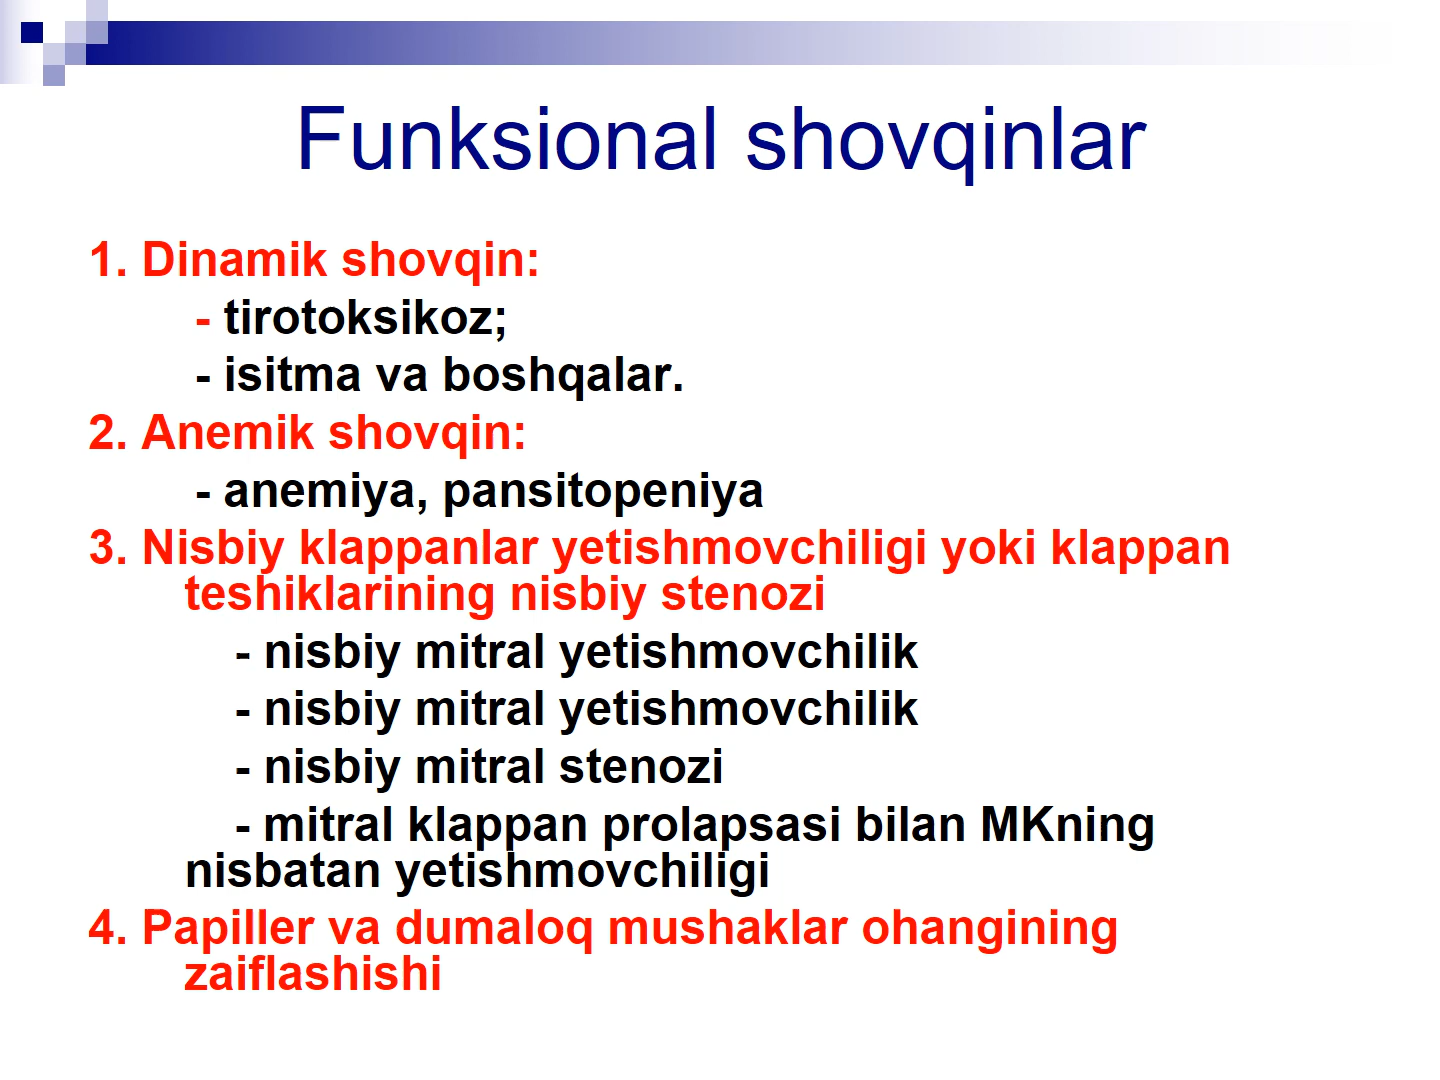 Funksional shovqinlar
1. Dinamik shovqin:
- tirotoksikoz;
- isitma va boshqalar.
2. Anemik shovqin:
- anemiya, pansitopeniya
3. Nisbiy klappanlar yetishmovchiligi yoki klappan
teshiklarining nisbiy stenozi
- nisbiy mitral yetishmovchilik
- nisbiy mitral yetishmovchilik
- nisbiy mitral stenozi
- mitral klappan prolapsasi bilan MKning
nisbatan yetishmovchiligi
4. Papiller va dumaloq mushaklar ohangining
zaiflashishi